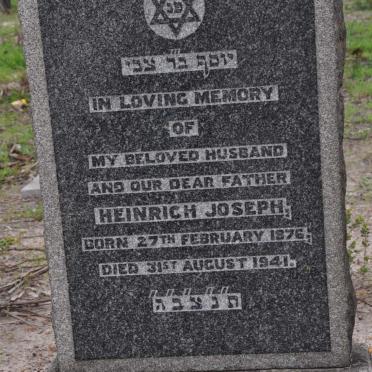 פנ
יוסף בר צבי
IN LOVING MEMORY
OF
MY BELOVED HUSBAND
AND OUR DEAR FATHER
HEINRICH JOSEPH,
BORN 27TH FEBRUARY 1876,
DIED 31ST AUGUST 1941.
תנצבה